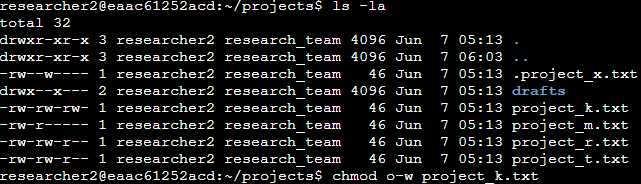 researcher2@eaac61252acd:~/projects$ ls -la
total 32
drwxr-xr-x 3 researcher2 research_team 4096 Jun  7 05:13 .
drwxr-xr-x 3 researcher2 research_team 4096 Jun  7 06:03 ..
-rw--w---- 1 researcher2 research_team   46 Jun  7 05:13 .project_x.txt
drwx--x--- 2 researcher2 research_team 4096 Jun  7 05:13 drafts
-rw-rw-rw- 1 researcher2 research_team   46 Jun  7 05:13 project_k.txt
-rw-r----- 1 researcher2 research_team   46 Jun  7 05:13 project_m.txt
-rw-rw-r-- 1 researcher2 research_team   46 Jun  7 05:13 project_r.txt
-rw-rw-r-- 1 researcher2 research_team   46 Jun  7 05:13 project_t.txt
researcher2@eaac61252acd:~/projects$ chmod o-w project_k.txt